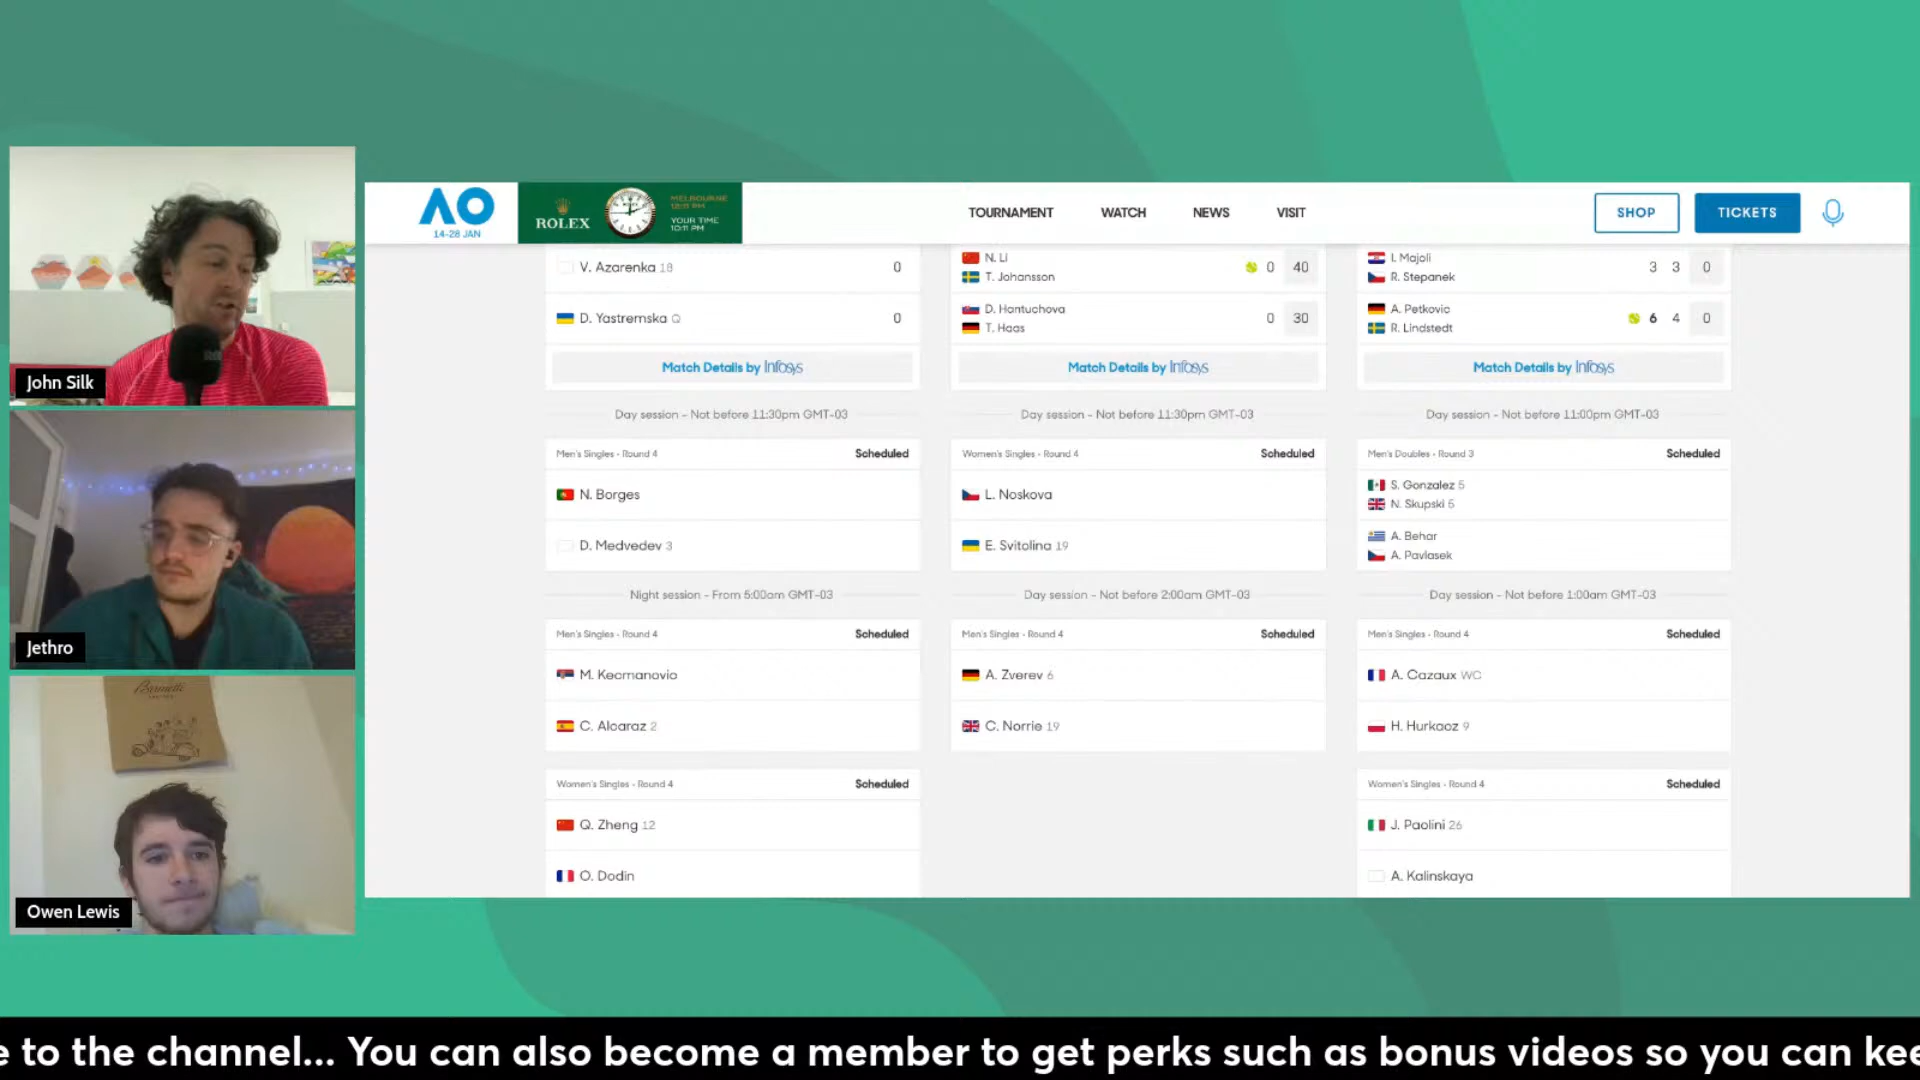 John Silk
Jethro
Bermette
Owen Lewis
AO
14-28 JAN
ROLEX
MELBOURNE
12:11 PM
YOUR TIME
10:11 PM
TOURNAMENT
WATCH
NEWS
VISIT
SHOP
TICKETS
V. Azarenka 18 0
D. Yastremska Q 0
Match Details by Infosys
Day session - Not before 11:30pm GMT-03
Men's Singles • Round 4 Scheduled
N. Borges
D. Medvedev 3
Night session - From 5:00am GMT-03
Men's Singles • Round 4 Scheduled
M. Kecmanovic
C. Alcaraz 2
Women's Singles • Round 4 Scheduled
Q. Zheng 12
O. Dodin
N. Li
T. Johansson
0 40
D. Hantuchova
T. Haas
0 30
Match Details by Infosys
Day session - Not before 11:30pm GMT-03
Women's Singles • Round 4 Scheduled
L. Noskova
E. Svitolina 19
Day session - Not before 2:00am GMT-03
Men's Singles • Round 4 Scheduled
A. Zverev 6
C. Norrie 19
I. Majoli
R. Stepanek
3 3 0
A. Petkovic
R. Lindstedt
6 4 0
Match Details by Infosys
Day session - Not before 11:00pm GMT-03
Men's Doubles • Round 3 Scheduled
S. Gonzalez 5
N. Skupski 5
A. Behar
A. Pavlasek
Day session - Not before 1:00am GMT-03
Men's Singles • Round 4 Scheduled
A. Cazaux WC
H. Hurkacz 9
Women's Singles • Round 4 Scheduled
J. Paolini 26
A. Kalinskaya
e to the channel... You can also become a member to get perks such as bonus videos so you can kee